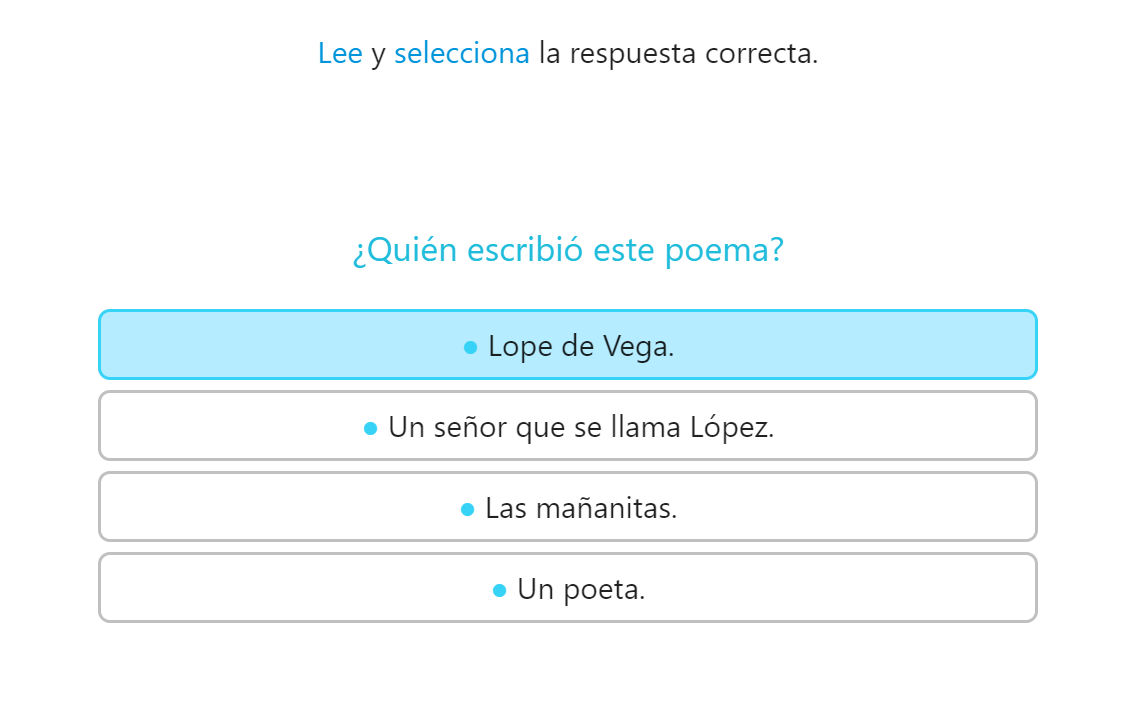 Lee y selecciona la respuesta correcta.
¿Quién escribió este poema?
● Lope de Vega.
● Un señor que se llama López.
● Las mañanitas.
● Un poeta.